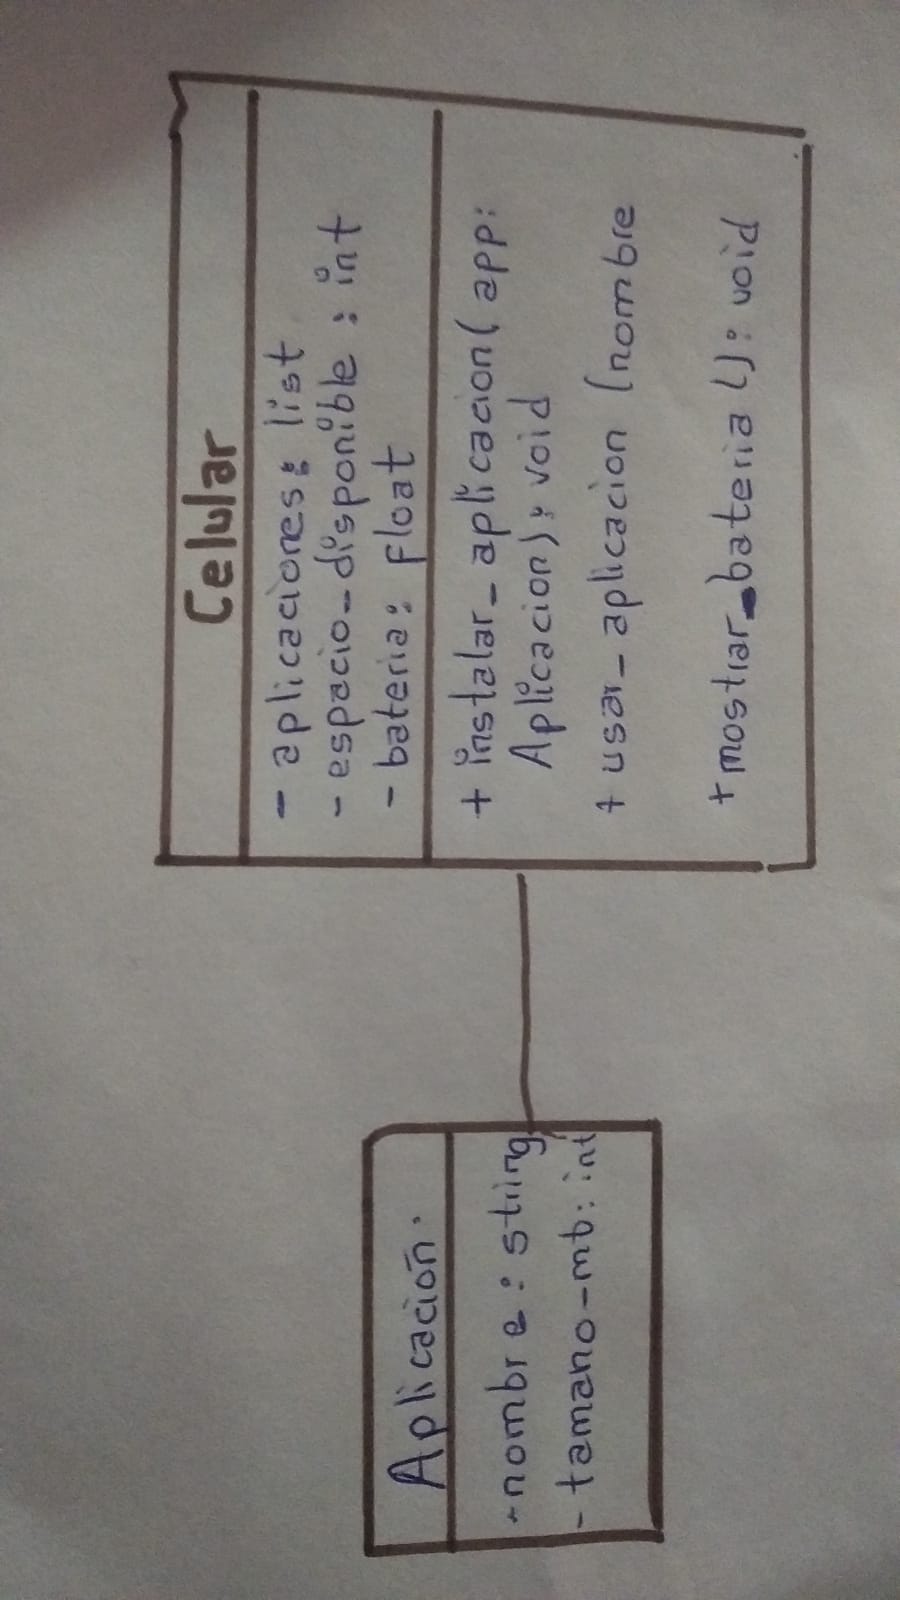 Aplicación.
- nombre: string
- tamano-mb: int
Celular
- aplicaciones: list
- espacio_disponible: int
- bateria: float
+ instalar_aplicacion( app:
Aplicacion): void
+ usar_aplicacion (nombre
+ mostrar_bateria (): void